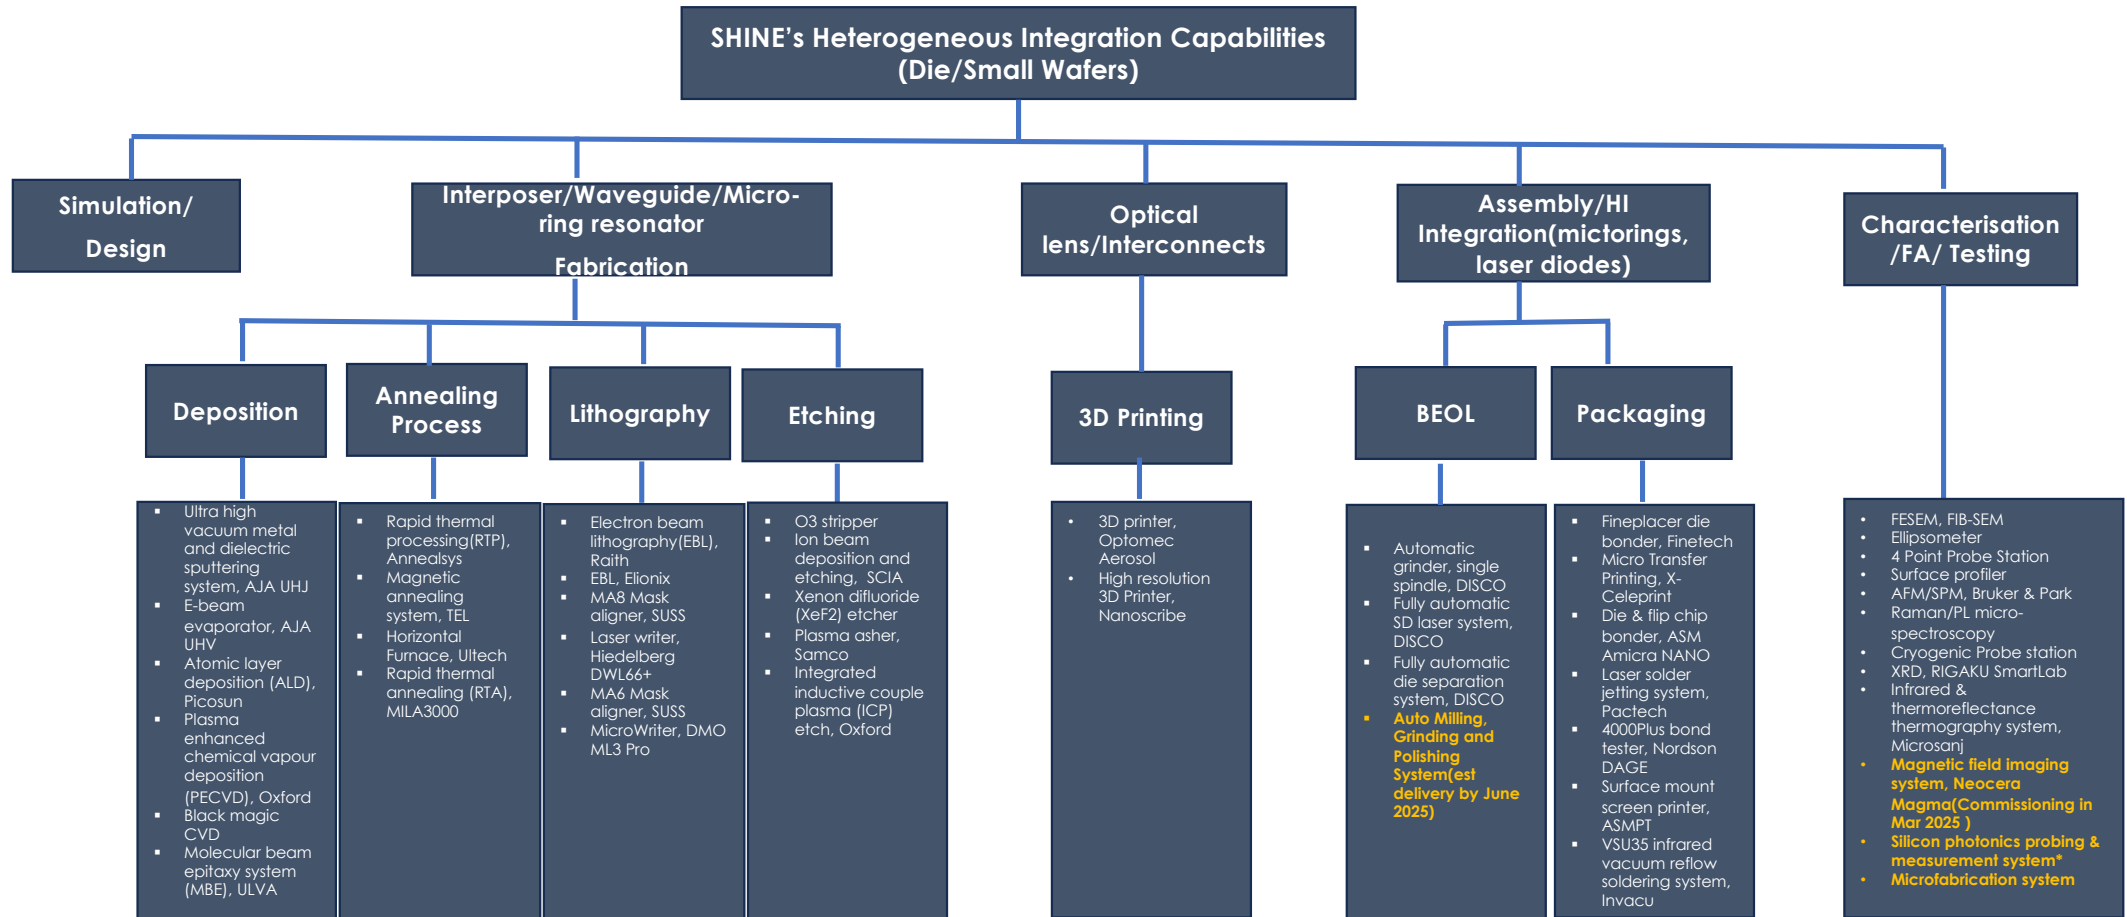 SHINE's Heterogeneous Integration Capabilities
(Die/Small Wafers)
Simulation/
Design
Interposer/Waveguide/Micro-
ring resonator
Fabrication
Optical
lens/Interconnects
Assembly/HI
Integration(mictorings,
laser diodes)
Characterisation
/FA/ Testing
Deposition
Annealing
Process
Lithography
Etching
3D Printing
BEOL
Packaging
▪ Ultra high
vacuum metal
and dielectric
sputtering
system, AJA UHJ
▪ E-beam
evaporator, AJA
UHV
▪ Atomic layer
deposition (ALD),
Picosun
▪ Plasma
enhanced
chemical vapour
deposition
(PECVD), Oxford
▪ Black magic
CVD
▪ Molecular beam
epitaxy system
(MBE), ULVA
▪ Rapid thermal
processing(RTP),
Annealsys
▪ Magnetic
annealing
system, TEL
▪ Horizontal
Furnace, Ultech
▪ Rapid thermal
annealing (RTA),
MILA3000
▪ Electron beam
lithography(EBL),
Raith
▪ EBL, Elionix
▪ MA8 Mask
aligner, SUSS
▪ Laser writer,
Hiedelberg
DWL66+
▪ MA6 Mask
aligner, SUSS
▪ MicroWriter, DMO
ML3 Pro
▪ O3 stripper
▪ Ion beam
deposition and
etching, SCIA
▪ Xenon difluoride
(XeF2) etcher
▪ Plasma asher,
Samco
▪ Integrated
inductive couple
plasma (ICP)
etch, Oxford
• 3D printer,
Optomec
Aerosol
• High resolution
3D Printer,
Nanoscribe
▪ Automatic
grinder, single
spindle, DISCO
▪ Fully automatic
SD laser system,
DISCO
▪ Fully automatic
die separation
system, DISCO
▪ Auto Milling,
Grinding and
Polishing
System(est
delivery by June
2025)
▪ Fineplacer die
bonder, Finetech
▪ Micro Transfer
Printing, X-
Celeprint
▪ Die & flip chip
bonder, ASM
Amicra NANO
▪ Laser solder
jetting system,
Pactech
▪ 4000Plus bond
tester, Nordson
DAGE
▪ Surface mount
screen printer,
ASMPT
▪ VSU35 infrared
vacuum reflow
soldering system,
Invacu
• FESEM, FIB-SEM
• Ellipsometer
• 4 Point Probe Station
• Surface profiler
• AFM/SPM, Bruker & Park
• Raman/PL micro-
spectroscopy
• Cryogenic Probe station
• XRD, RIGAKU SmartLab
• Infrared &
thermoreflectance
thermography system,
Microsanj
• Magnetic field imaging
system, Neocera
Magma(Commissioning in
Mar 2025 )
• Silicon photonics probing &
measurement system*
• Microfabrication system